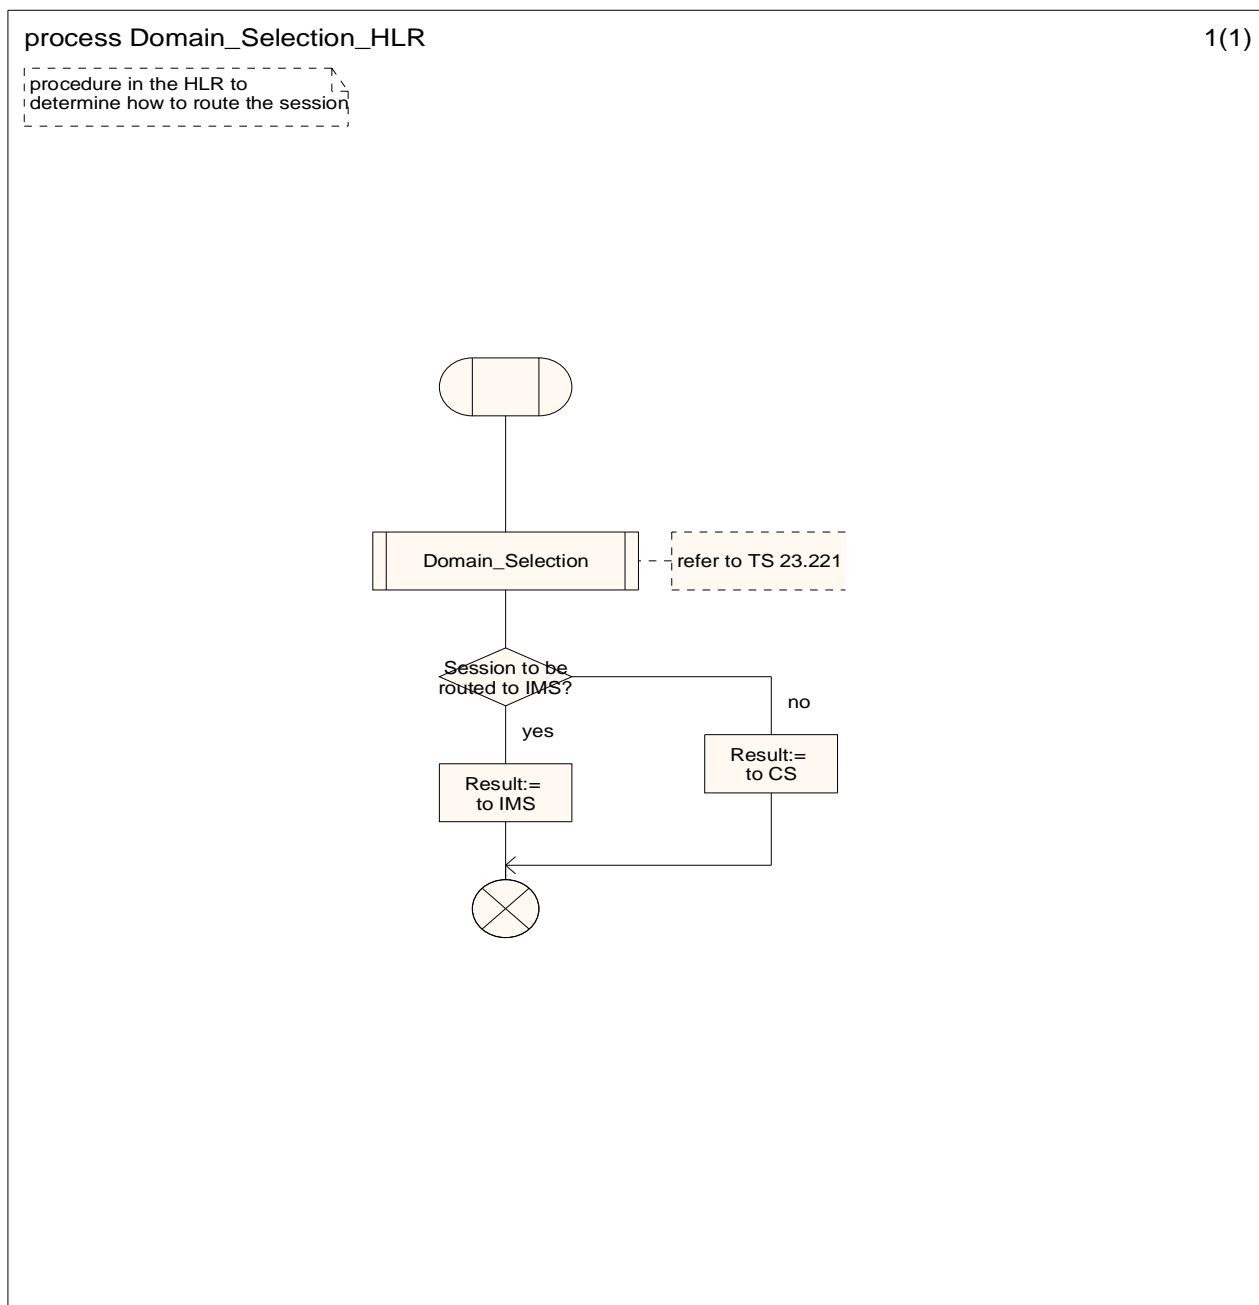 process Domain_Selection_HLR
1(1)
procedure in the HLR to
determine how to route the session
Domain_Selection
refer to TS 23.221
Session to be
routed to IMS?
no
yes
Result:=
to CS
Result:=
to IMS